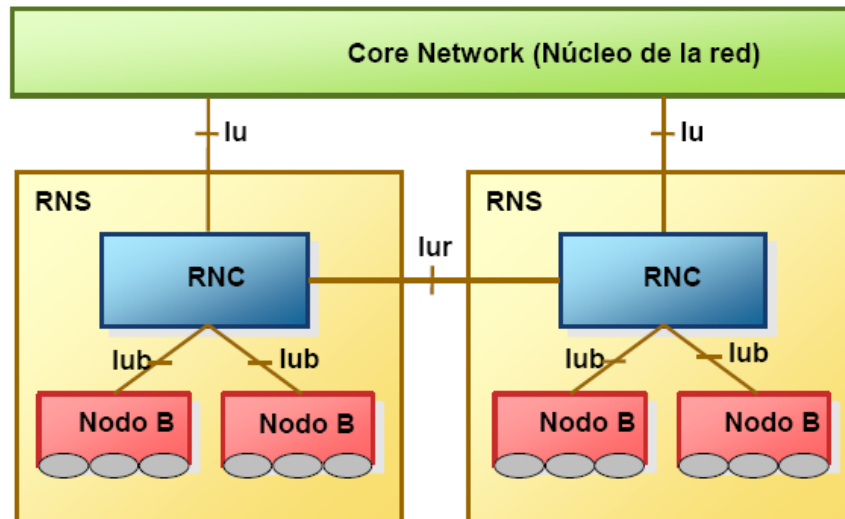 Core Network (Núcleo de la red)
Iu
Iu
RNS
RNS
RNC
Iur
RNC
Iub
Iub
Iub
Iub
Nodo B
Nodo B
Nodo B
Nodo B